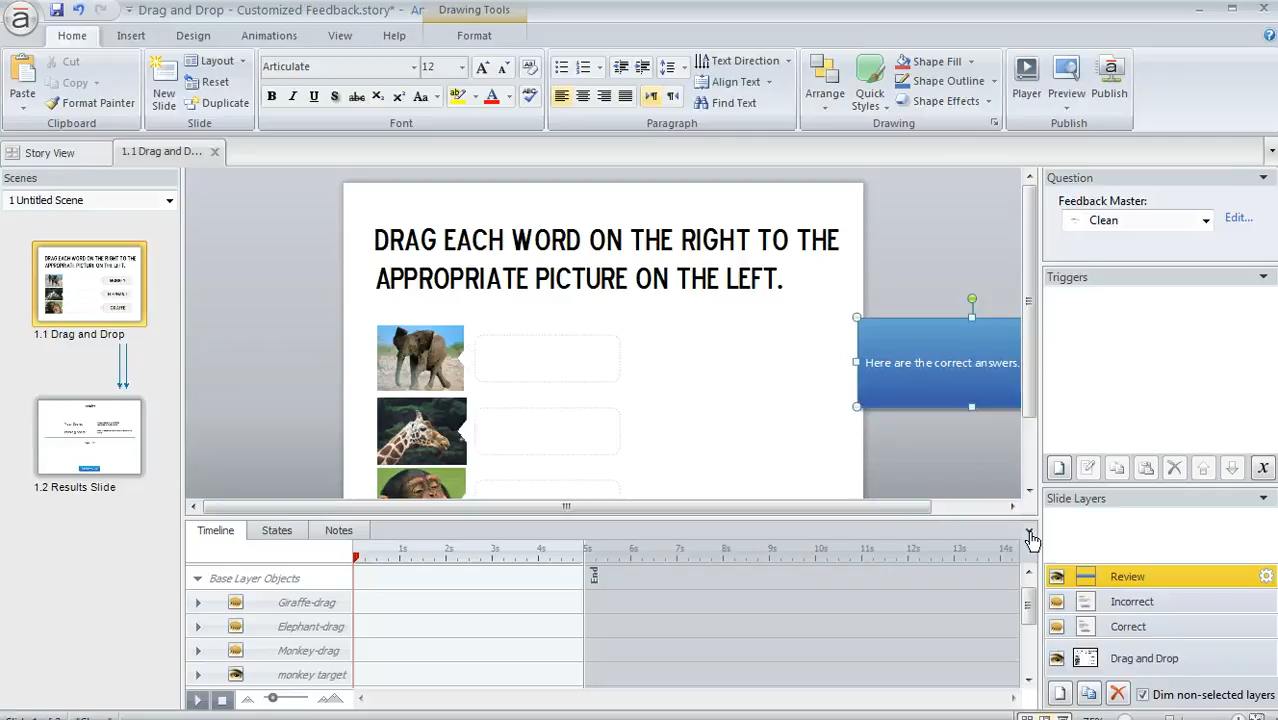 Drag and Drop - Customized Feedback.story* - Ar
Drawing Tools
Home Insert Design Animations View Help Format
Paste
Cut
Copy
Format Painter
Clipboard
New Slide
Layout
Reset
Duplicate
Slide
Articulate 12
B I U S abc X₂ X² Aa
Font
Text Direction
Align Text
Find Text
Paragraph
Arrange
Quick Styles
Shape Fill
Shape Outline
Shape Effects
Drawing
Player Preview Publish
Publish
Story View
1.1 Drag and D...
Scenes
1 Untitled Scene
1.1 Drag and Drop
1.2 Results Slide
DRAG EACH WORD ON THE RIGHT TO THE
APPROPRIATE PICTURE ON THE LEFT.
Here are the correct answers.
Question
Feedback Master:
Clean
Edit...
Triggers
Slide Layers
Review
Incorrect
Correct
Drag and Drop
Dim non-selected layers
Timeline States Notes
1s 2s 3s 4s 5s 6s 7s 8s 9s 10s 11s 12s 13s 14s
End
Base Layer Objects
Giraffe-drag
Elephant-drag
Monkey-drag
monkey target